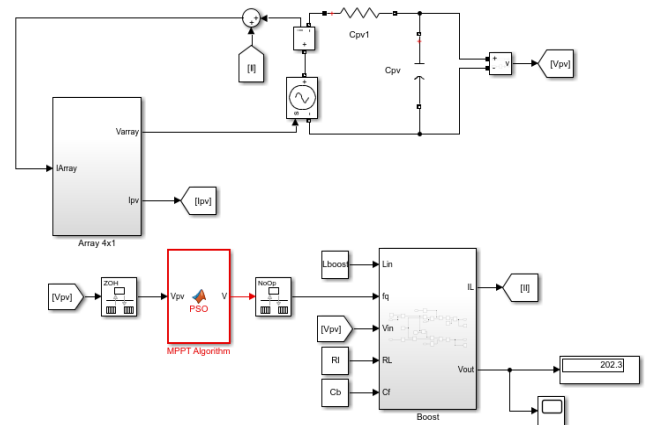 Cpv1
[Il]
Cpv
[Vpv]
Varray
IArray
Ipv
[Ipv]
Array 4x1
[Vpv]
ZOH
Vpv
V
PSO
MPPT Algorithm
NoOp
Lboost
Lin
fq
[Vpv]
Vin
Rl
RL
Cb
Cf
IL
[Il]
Vout
202.3
Boost